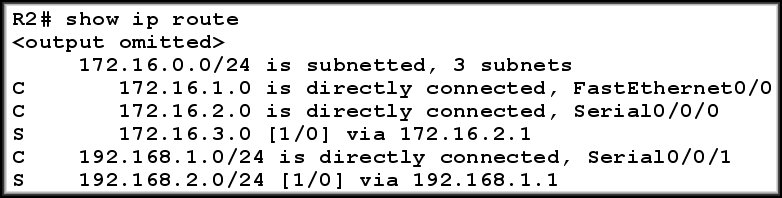 R2# show ip route
<output omitted>
172.16.0.0/24 is subnetted, 3 subnets
C 172.16.1.0 is directly connected, FastEthernet0/0
C 172.16.2.0 is directly connected, Serial0/0/0
S 172.16.3.0 [1/0] via 172.16.2.1
C 192.168.1.0/24 is directly connected, Serial0/0/1
S 192.168.2.0/24 [1/0] via 192.168.1.1